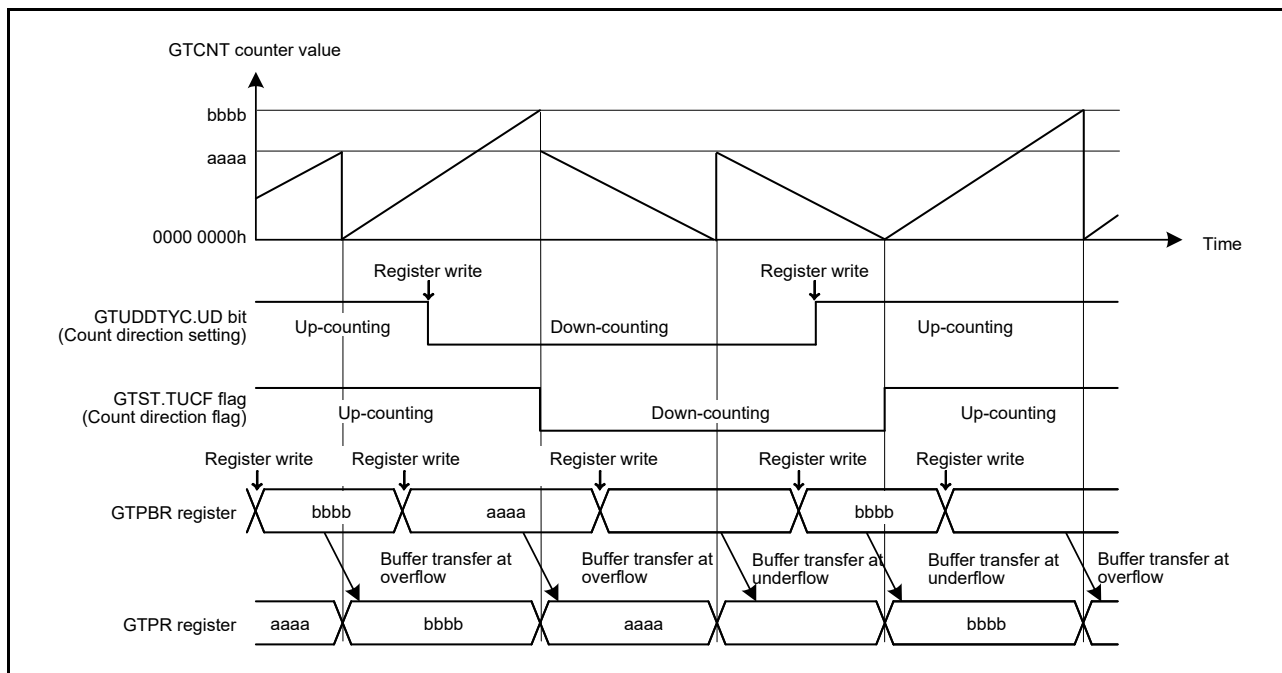 GTCNT counter value
bbbb
aaaa
0000 0000h
Time
Register write
Register write
GTUDDTYC.UD bit
(Count direction setting)
Up-counting
Down-counting
Up-counting
GTST.TUCF flag
(Count direction flag)
Up-counting
Down-counting
Up-counting
Register write
Register write
Register write
Register write
Register write
GTPBR register
bbbb
aaaa
bbbb
Buffer transfer at
overflow
Buffer transfer at
overflow
Buffer transfer at
underflow
Buffer transfer at
underflow
Buffer transfer at
overflow
GTPR register
aaaa
bbbb
aaaa
bbbb